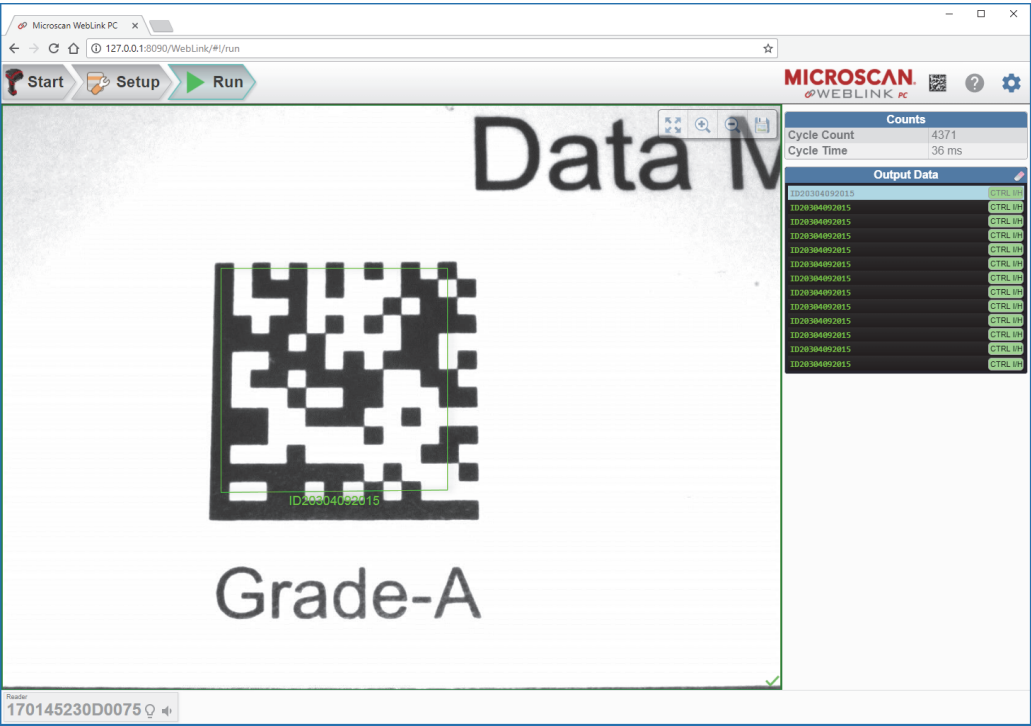 Microscan WebLink PC
127.0.0.1:8090/WebLink/#!/run
Start
Setup
Run
MICROSCAN.
WEBLINK PC
Data M
Counts
Cycle Count 4371
Cycle Time 36 ms
Output Data
ID20304092015 CTRL I/H
ID20304092015 CTRL I/H
ID20304092015 CTRL I/H
ID20304092015 CTRL I/H
ID20304092015 CTRL I/H
ID20304092015 CTRL I/H
ID20304092015 CTRL I/H
ID20304092015 CTRL I/H
ID20304092015 CTRL I/H
ID20304092015 CTRL I/H
ID20304092015 CTRL I/H
ID20304092015 CTRL I/H
ID20304092015 CTRL I/H
ID20304092015
Grade-A
Reader
170145230D0075